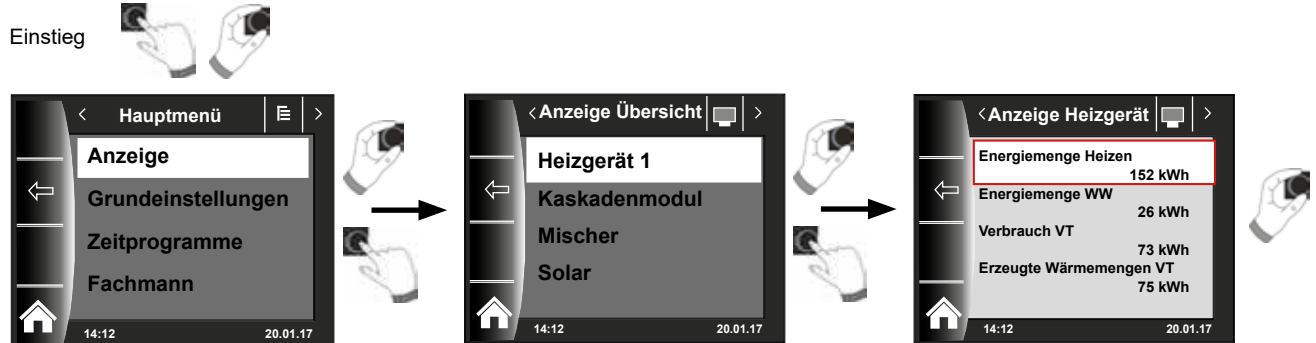 Einstieg
Hauptmenü
Anzeige
Grundeinstellungen
Zeitprogramme
Fachmann
14:12 20.01.17
Anzeige Übersicht
Heizgerät 1
Kaskadenmodul
Mischer
Solar
14:12 20.01.17
Anzeige Heizgerät
Energiemenge Heizen
152 kWh
Energiemenge WW
26 kWh
Verbrauch VT
73 kWh
Erzeugte Wärmemengen VT
75 kWh
14:12 20.01.17